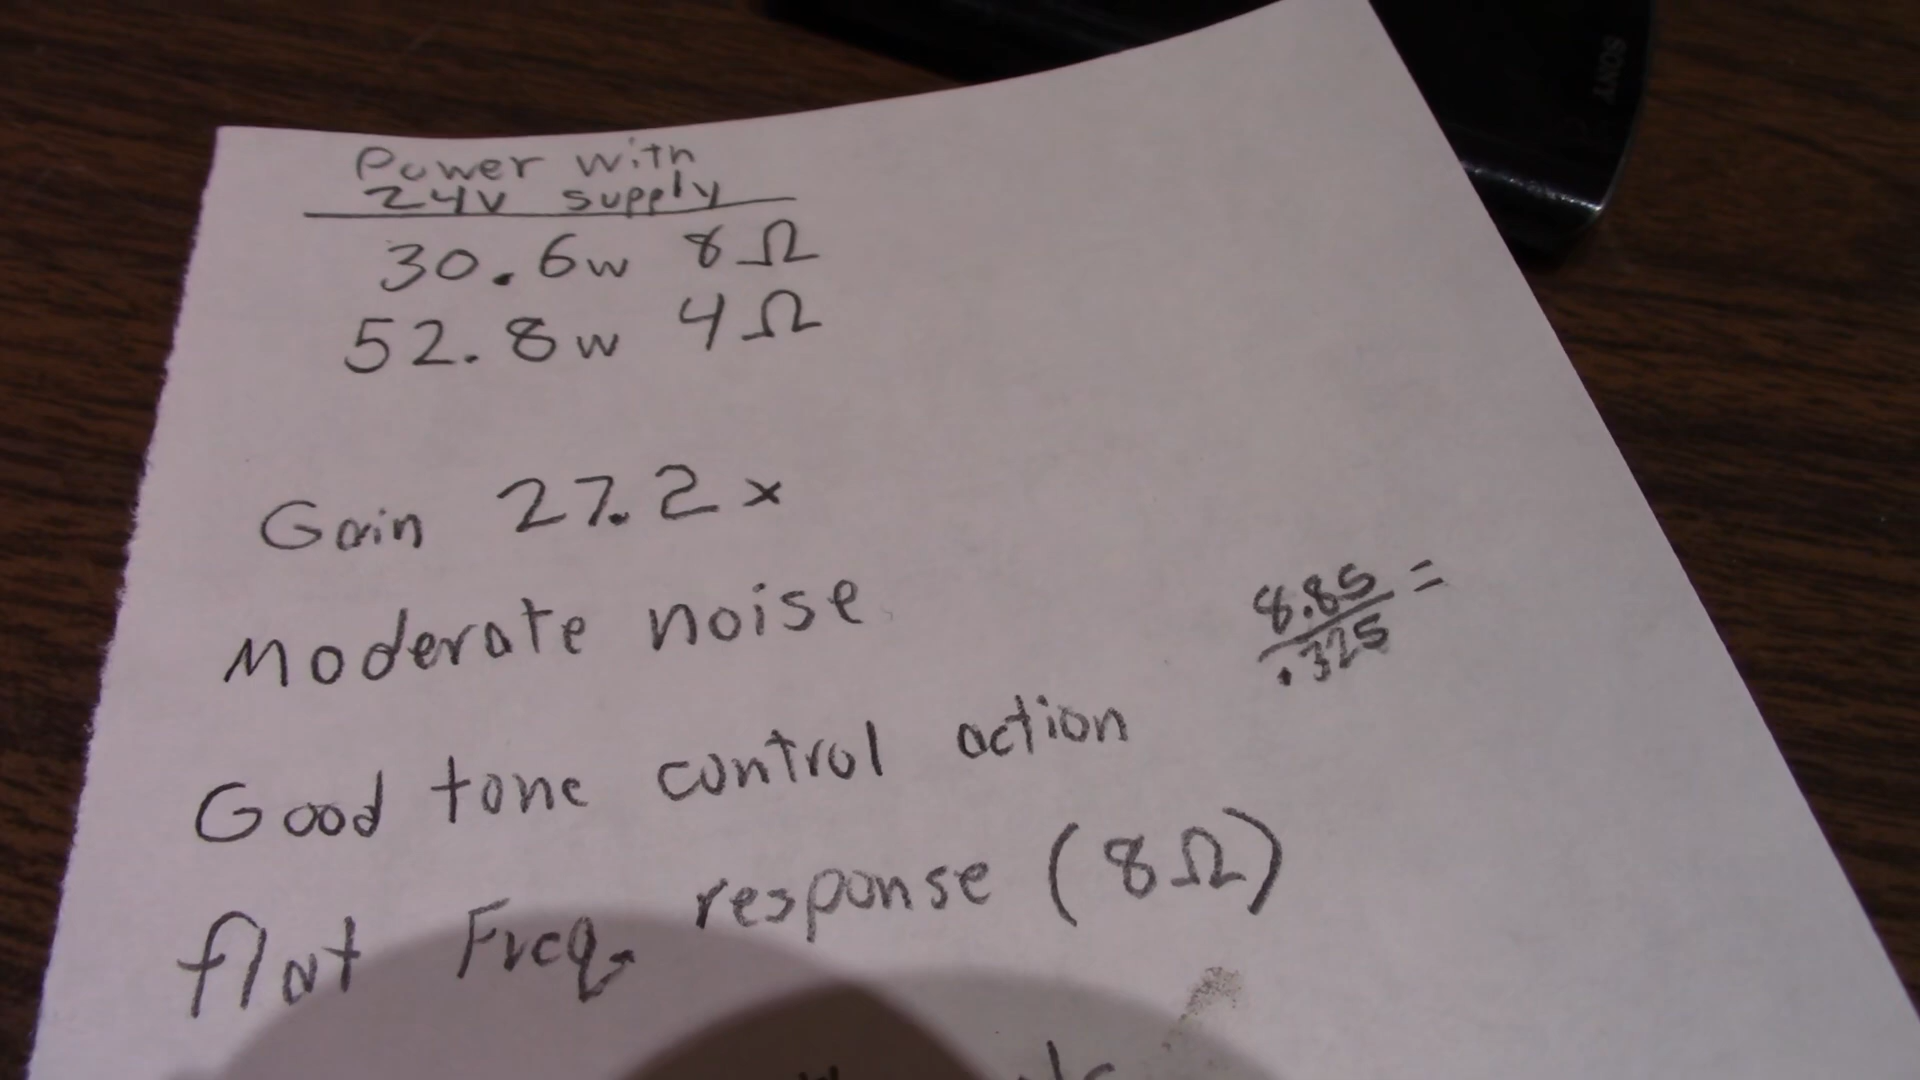 SONY
Power with
24V supply
30.6w 8Ω
52.8w 4Ω
Gain 27.2x
Moderate noise
8.85 =
.325
Good tone control action
flat Freq. response (8Ω)